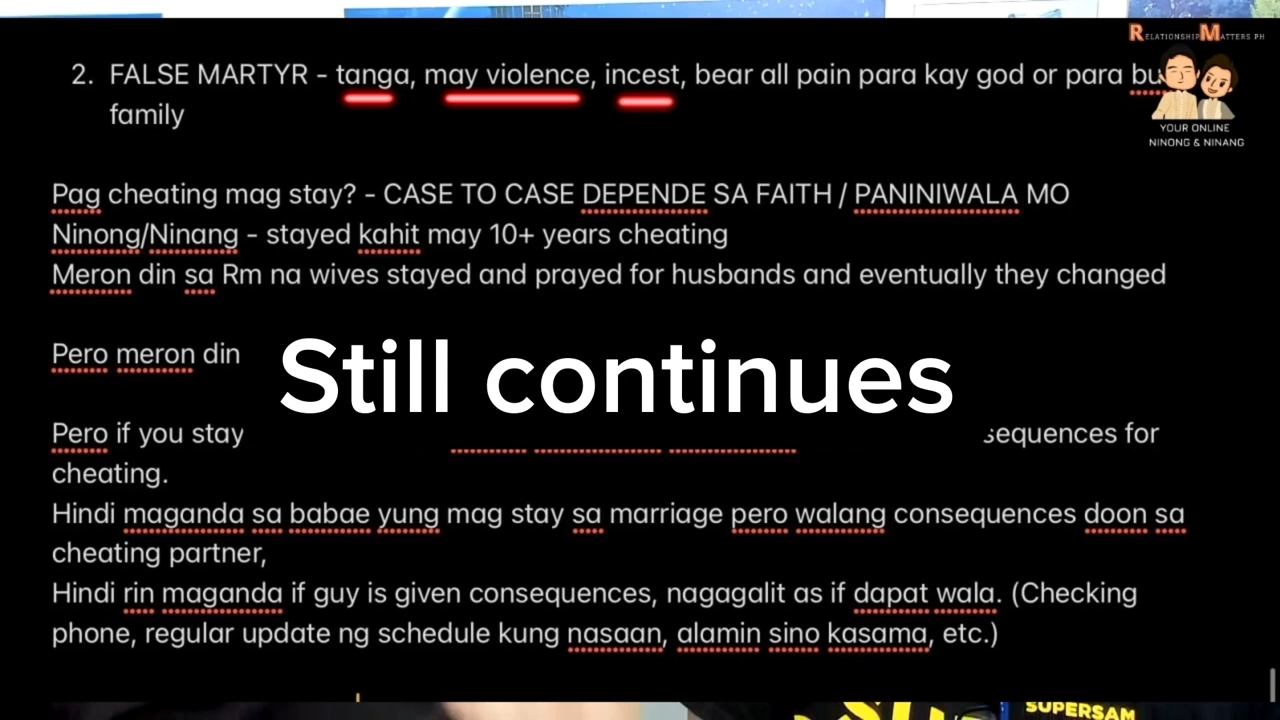 RELATIONSHIP MATTERS PH
2. FALSE MARTYR - tanga, may violence, incest, bear all pain para kay god or para
family
YOUR ONLINE
NINONG & NINANG
Pag cheating mag stay? - CASE TO CASE DEPENDE SA FAITH / PANINIWALA MO
Ninong/Ninang - stayed kahit may 10+ years cheating
Meron din sa Rm na wives stayed and prayed for husbands and eventually they changed
Pero meron din
Still continues
Pero if you stay for
cheating.
Hindi maganda sa babae yung mag stay sa marriage pero walang consequences doon sa
cheating partner,
Hindi rin maganda if guy is given consequences, nagagalit as if dapat wala. (Checking
phone, regular update ng schedule kung nasaan, alamin sino kasama, etc.)
SUPERSAM